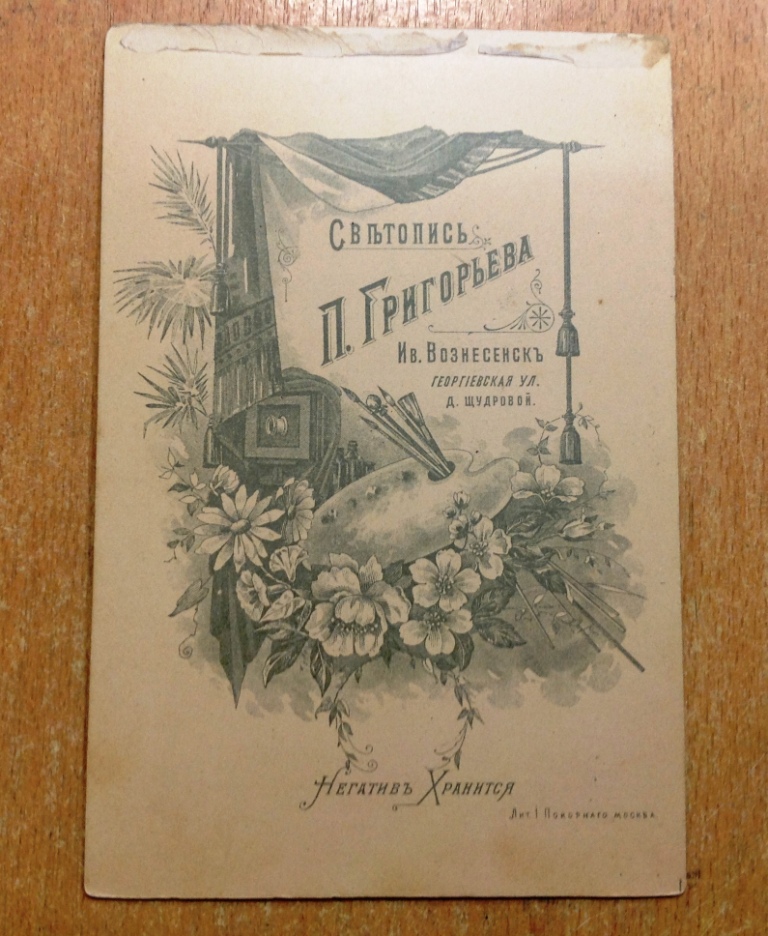 Свѣтопись
П. Григорьева
Ив. Вознесенскъ
Георгіевская ул.
д. Щудровой.
Негативъ Хранится
Лит. І Покорнаго Москва.